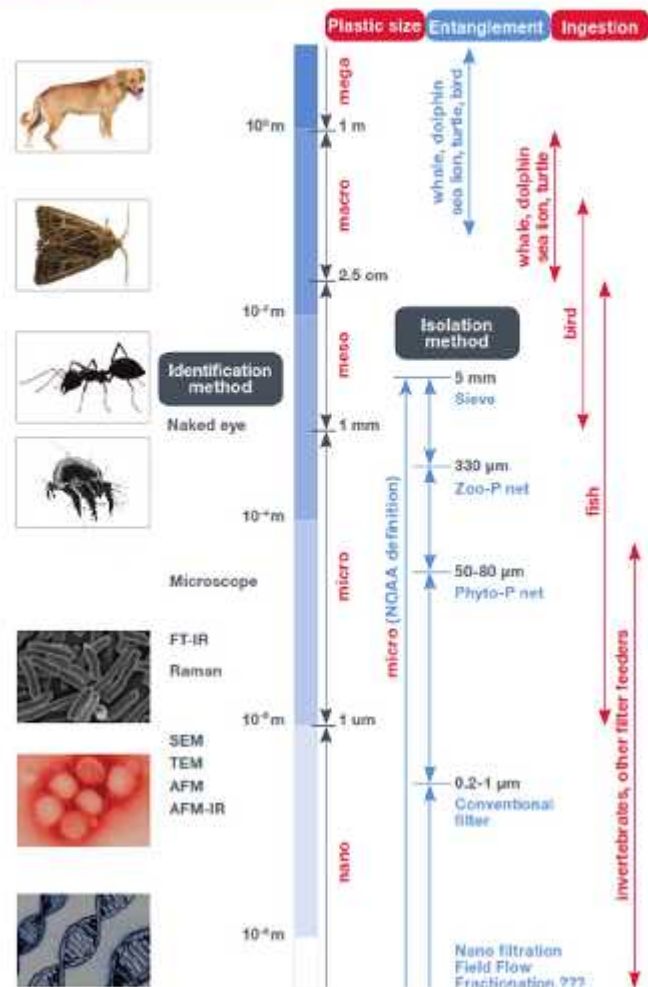 Plastic size
Entanglement
Ingestion
mega
10⁰ m
1 m
whale, dolphin
sea lion, turtle, bird
macro
whale, dolphin
sea lion, turtle
2.5 cm
10⁻² m
meso
bird
Isolation
method
Identification
method
5 mm
Sieve
Naked eye
1 mm
330 µm
Zoo-P net
fish
10⁻⁴ m
micro
micro (NOAA definition)
Microscope
50-80 µm
Phyto-P net
FT-IR
Raman
10⁻⁶ m
1 um
SEM
TEM
AFM
AFM-IR
0.2-1 µm
Conventional
filter
invertebrates, other filter feeders
nano
Nano filtration
Field Flow
Fractionation ???